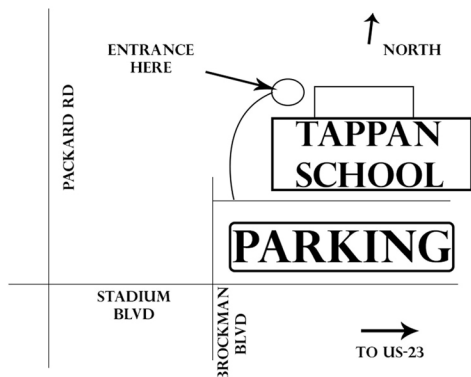 ENTRANCE
HERE
NORTH
PACKARD RD
TAPPAN
SCHOOL
PARKING
STADIUM
BLVD
BROCKMAN
BLVD
TO US-23